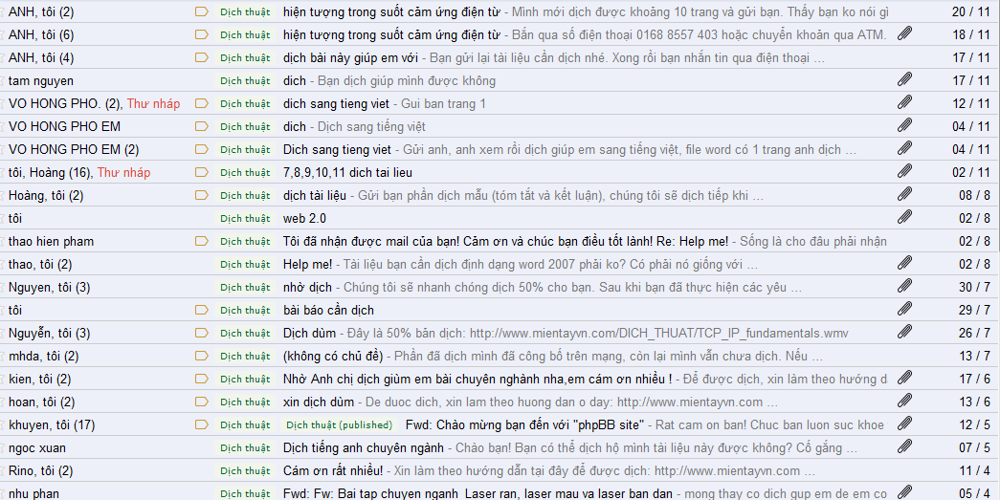 ANH, tôi (2) Dịch thuật hiện tượng trong suốt cảm ứng điện từ - Mình mới dịch được khoảng 10 trang và gửi bạn. Thấy bạn ko nói gì 20 / 11
ANH, tôi (6) Dịch thuật hiện tượng trong suốt cảm ứng điện từ - Bắn qua số điện thoại 0168 8557 403 hoặc chuyển khoản qua ATM. 18 / 11
ANH, tôi (4) Dịch thuật dịch bài này giúp em với - Bạn gửi lại tài liệu cần dịch nhé. Xong rồi bạn nhắn tin qua điện thoại ... 17 / 11
tam nguyen Dịch thuật dich - Bạn dịch giúp mình được không 17 / 11
VO HONG PHO. (2), Thư nháp Dịch thuật dich sang tieng viet - Gui ban trang 1 12 / 11
VO HONG PHO EM Dịch thuật dich - Dịch sang tiếng việt 04 / 11
VO HONG PHO EM (2) Dịch thuật Dich sang tieng viet - Gửi anh, anh xem rồi dịch giúp em sang tiếng việt, file word có 1 trang anh dịch ... 04 / 11
tôi, Hoàng (16), Thư nháp Dịch thuật 7,8,9,10,11 dich tai lieu 02 / 11
Hoàng, tôi (2) Dịch thuật dịch tài liệu - Gửi bạn phần dịch mẫu (tóm tắt và kết luận), chúng tôi sẽ dịch tiếp khi ... 08 / 8
tôi Dịch thuật web 2.0 02 / 8
thao hien pham Dịch thuật Tôi đã nhận được mail của bạn! Cảm ơn và chúc bạn điều tốt lành! Re: Help me! - Sống là cho đâu phải nhận 02 / 8
thao, tôi (2) Dịch thuật Help me! - Tài liệu bạn cần dịch định dạng word 2007 phải ko? Có phải nó giống với ... 02 / 8
Nguyen, tôi (3) Dịch thuật nhờ dịch - Chúng tôi sẽ nhanh chóng dịch 50% cho bạn. Sau khi bạn đã thực hiện các yêu ... 30 / 7
tôi Dịch thuật bài báo cần dịch 29 / 7
Nguyễn, tôi (3) Dịch thuật Dịch dùm - Đây là 50% bản dịch: http://www.mientayvn.com/DICH_THUAT/TCP_IP_fundamentals.wmv 26 / 7
mhda, tôi (2) Dịch thuật (không có chủ đề) - Phần đã dịch mình đã công bố trên mạng, còn lại mình vẫn chưa dịch. Nếu ... 13 / 7
kien, tôi (2) Dịch thuật Nhờ Anh chị dịch giùm em bài chuyên nghành nha,em cám ơn nhiều ! - Để được dịch, xin làm theo hướng d 17 / 6
hoan, tôi (2) Dịch thuật xin dịch dùm - De duoc dich, xin lam theo huong dan o day: http://www.mientayvn.com ... 13 / 6
khuyen, tôi (17) Dịch thuật Dịch thuật (published) Fwd: Chào mừng bạn đến với "phpBB site" - Rat cam on ban! Chuc ban luon suc khoe 12 / 5
ngoc xuan Dịch thuật Dịch tiếng anh chuyên ngành - Chào bạn! Bạn có thể dịch hộ mình tài liệu này được không? Cố gắng ... 07 / 5
Rino, tôi (2) Dịch thuật Cám ơn rất nhiều! - Xin làm theo hướng dẫn tại đây để được dịch: http://www.mientayvn.com ... 11 / 4
nhu phan Dịch thuật Fwd: Fw: Bai tap chuyen nganh Laser ran, laser mau va laser ban dan - mong thay co dich gup em de em co 05 / 4